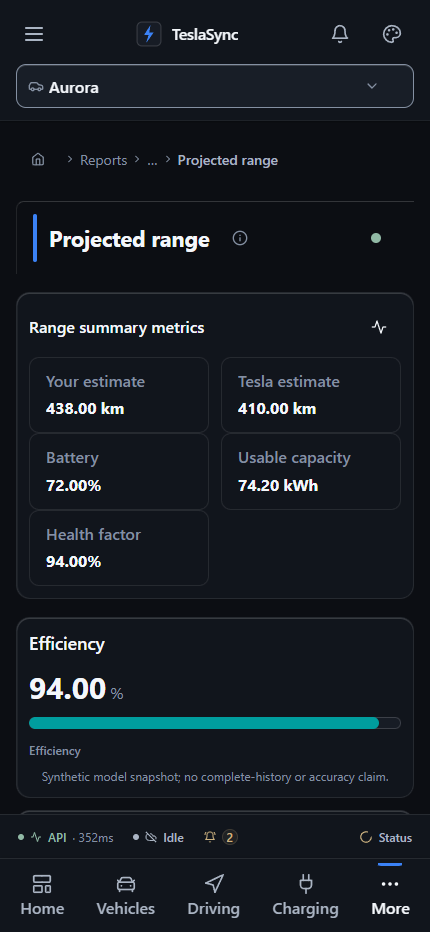 TeslaSync
Aurora
Reports ... Projected range
Projected range
Range summary metrics
Your estimate Tesla estimate
438.00 km 410.00 km
Battery Usable capacity
72.00% 74.20 kWh
Health factor
94.00%
Efficiency
94.00 %
Efficiency
Synthetic model snapshot; no complete-history or accuracy claim.
API · 352ms Idle 2 Status
Home Vehicles Driving Charging More